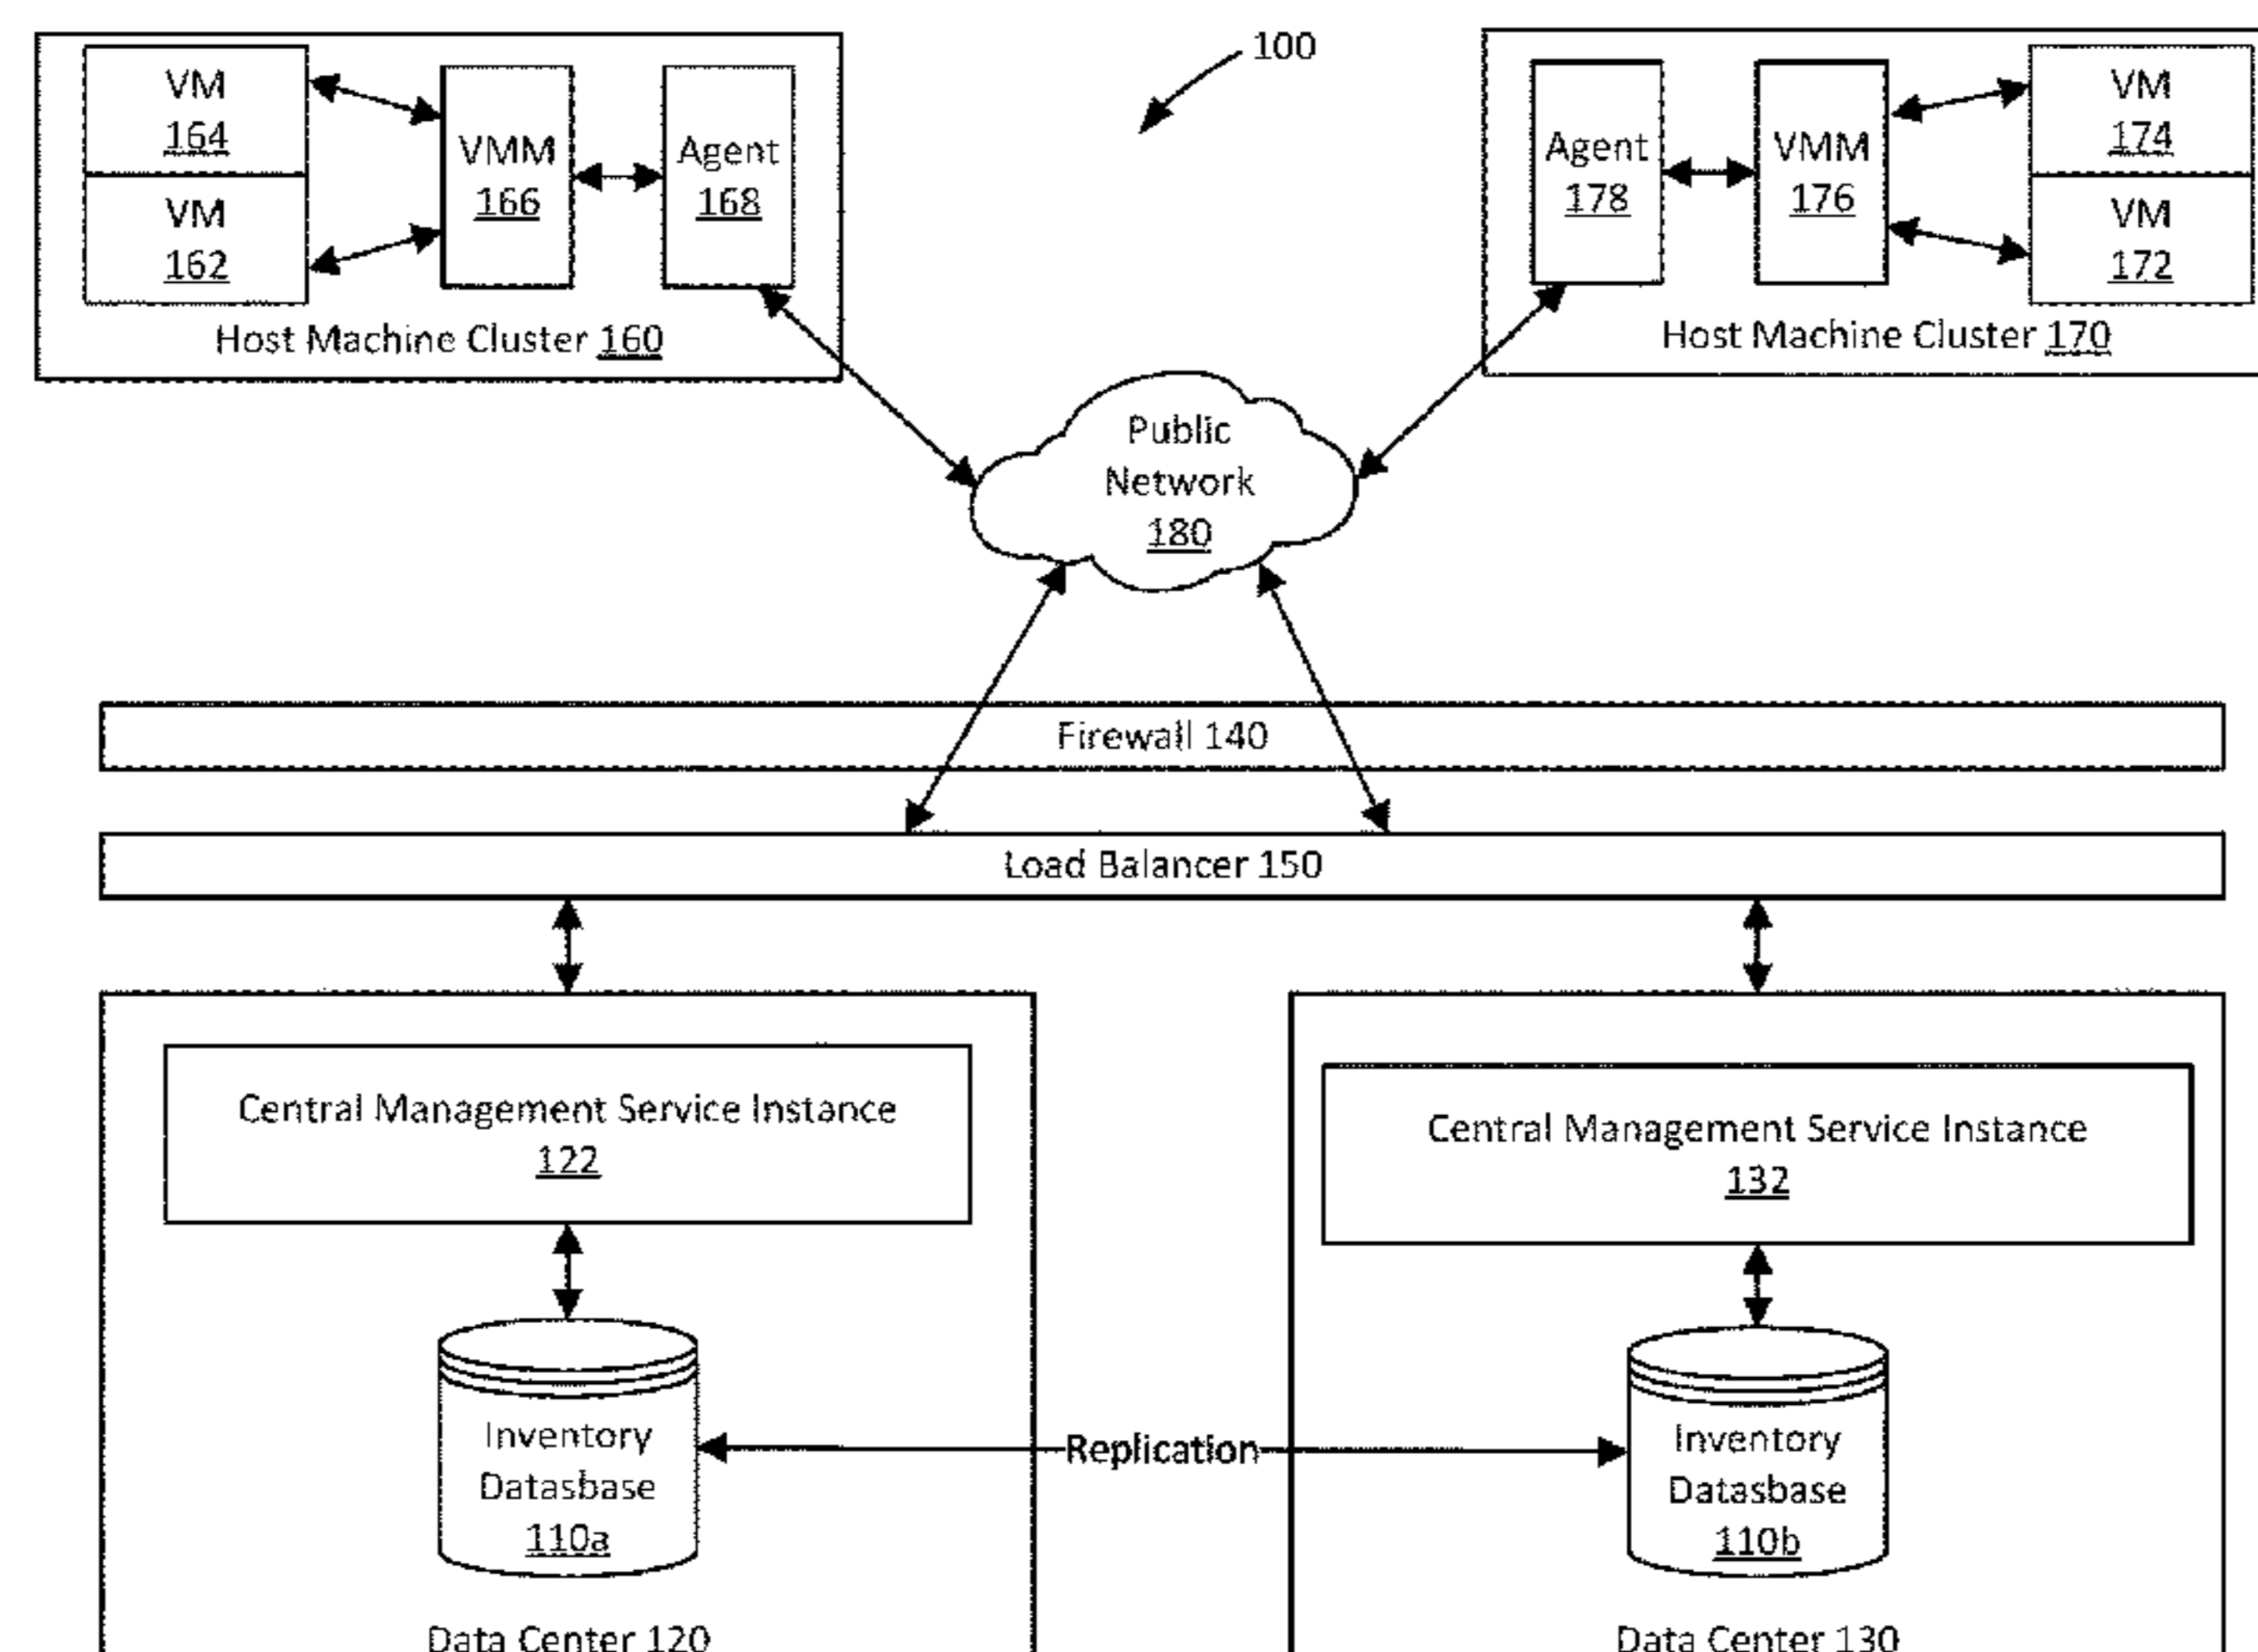 100
VM
164
VM
162
VMM
166
Agent
168
Host Machine Cluster 160
Agent
178
VMM
176
VM
174
VM
172
Host Machine Cluster 170
Public
Network
180
Firewall 140
Load Balancer 150
Central Management Service Instance
122
Inventory
Datasbase
110a
Data Center 120
Replication
Central Management Service Instance
132
Inventory
Datasbase
110b
Data Center 130